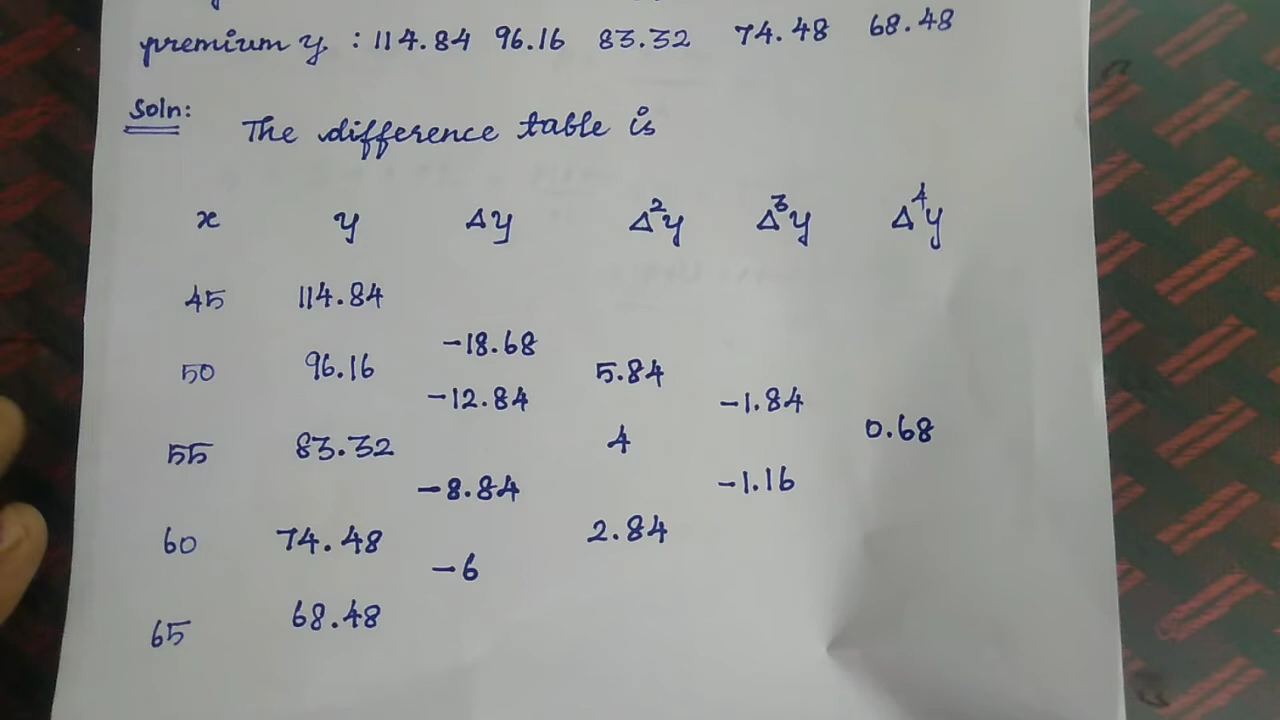 premium y : 114.84 96.16 83.32 74.48 68.48
Soln:
The difference table is
x y Δy Δ²y Δ³y Δ⁴y
45 114.84
-18.68
50 96.16 5.84
-12.84 -1.84
55 83.32 4 0.68
-8.84 -1.16
60 74.48 2.84
-6
65 68.48